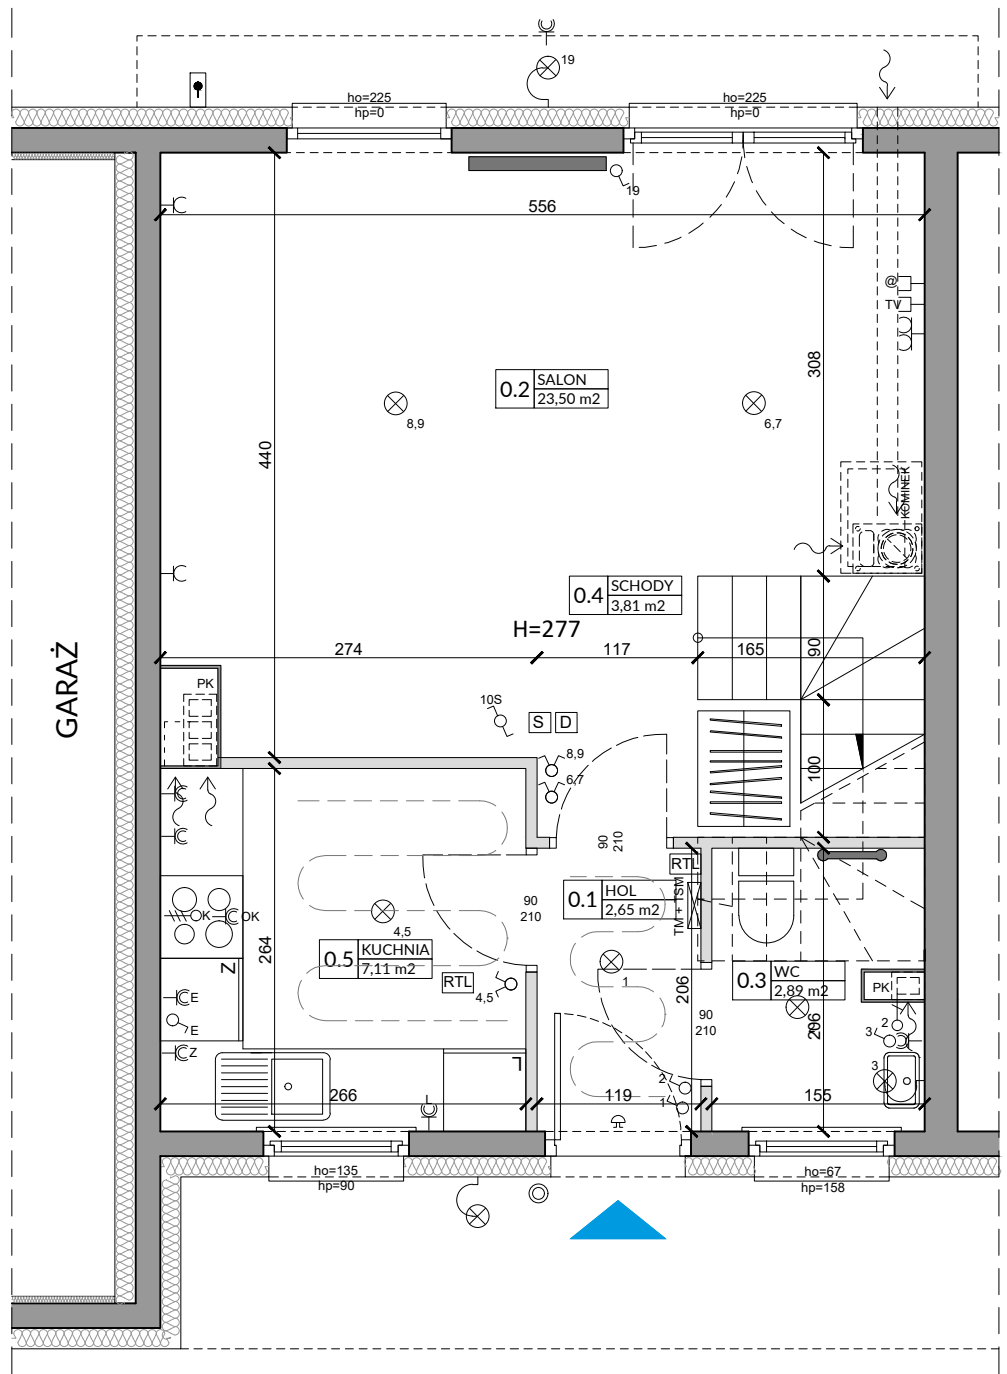 19
ho=225
hp=0
ho=225
hp=0
19
556
@
TV
308
0.2 SALON
23,50 m2
8,9
6,7
440
KOMINEK
0.4 SCHODY
3,81 m2
H=277
274
117
165
90
GARAŻ
PK
10S
S D
8,9
6,7
100
90
210
RTL
0.1 HOL
2,65 m2
TM + TSM
90
210
OK
OK
4,5
264
0.5 KUCHNIA
7,11 m2
Z
RTL
4,5
1
206
0.3 WC
2,89 m2
PK
E
E
Z
90
210
206
2
3
3
2
1
L
266
119
155
ho=135
hp=90
ho=67
hp=158